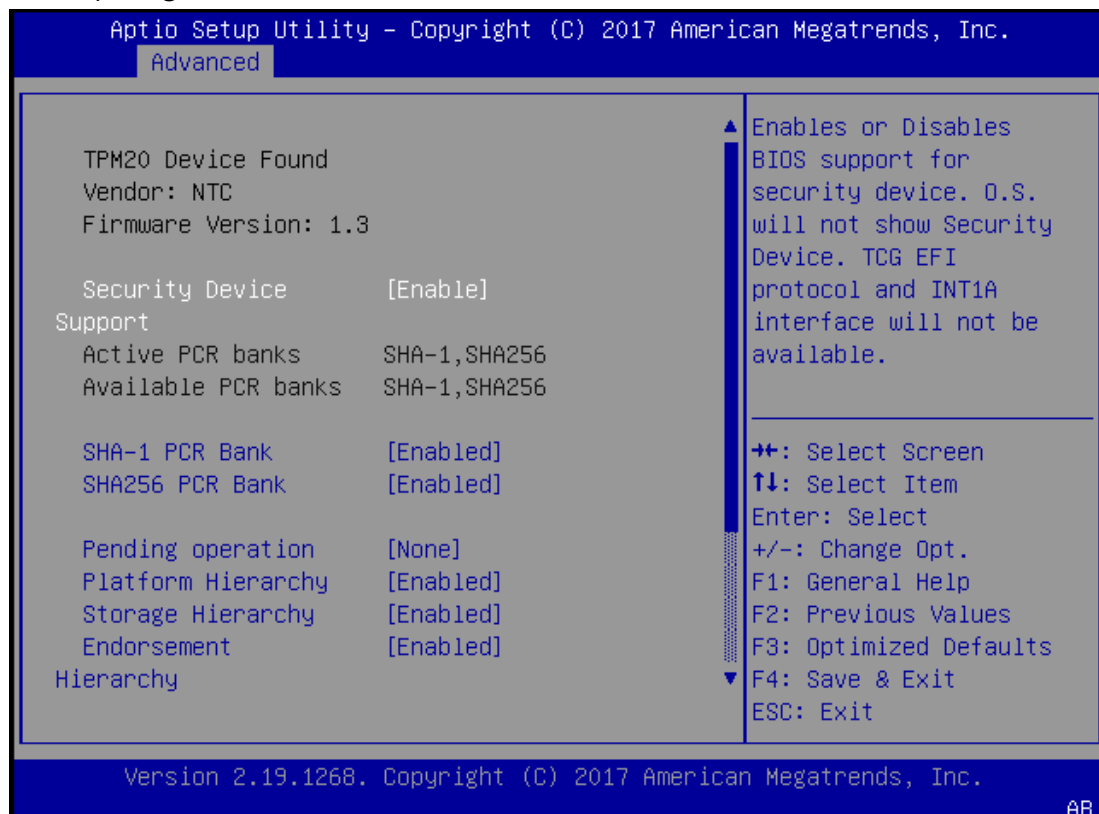 Aptio Setup Utility – Copyright (C) 2017 American Megatrends, Inc.
Advanced
TPM20 Device Found
Vendor: NTC
Firmware Version: 1.3
Security Device [Enable]
Support
Active PCR banks SHA-1,SHA256
Available PCR banks SHA-1,SHA256
SHA-1 PCR Bank [Enabled]
SHA256 PCR Bank [Enabled]
Pending operation [None]
Platform Hierarchy [Enabled]
Storage Hierarchy [Enabled]
Endorsement [Enabled]
Hierarchy
Enables or Disables
BIOS support for
security device. O.S.
will not show Security
Device. TCG EFI
protocol and INT1A
interface will not be
available.
→←: Select Screen
↑↓: Select Item
Enter: Select
+/-: Change Opt.
F1: General Help
F2: Previous Values
F3: Optimized Defaults
F4: Save & Exit
ESC: Exit
Version 2.19.1268. Copyright (C) 2017 American Megatrends, Inc.
AB